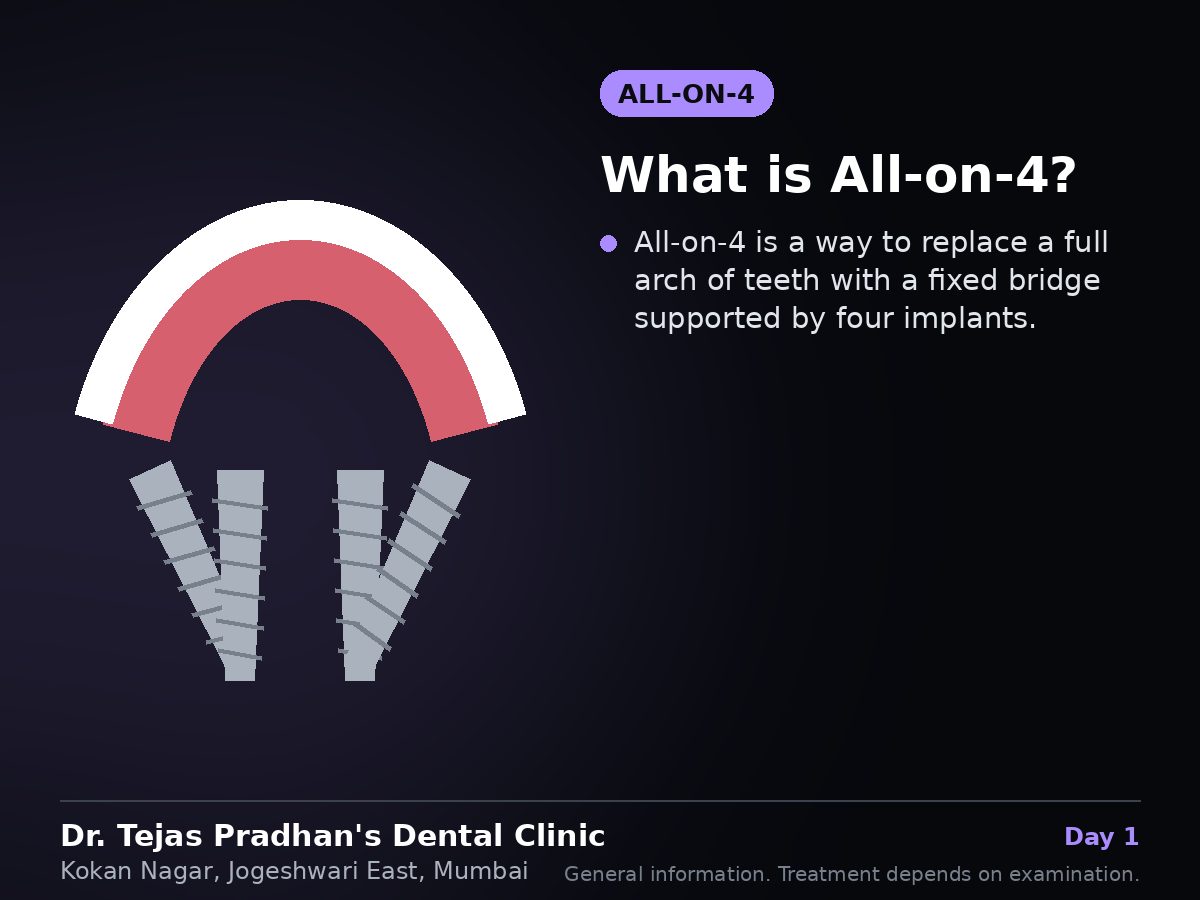 ALL-ON-4
What is All-on-4?
All-on-4 is a way to replace a full
arch of teeth with a fixed bridge
supported by four implants.
Dr. Tejas Pradhan's Dental Clinic
Day 1
Kokan Nagar, Jogeshwari East, Mumbai
General information. Treatment depends on examination.